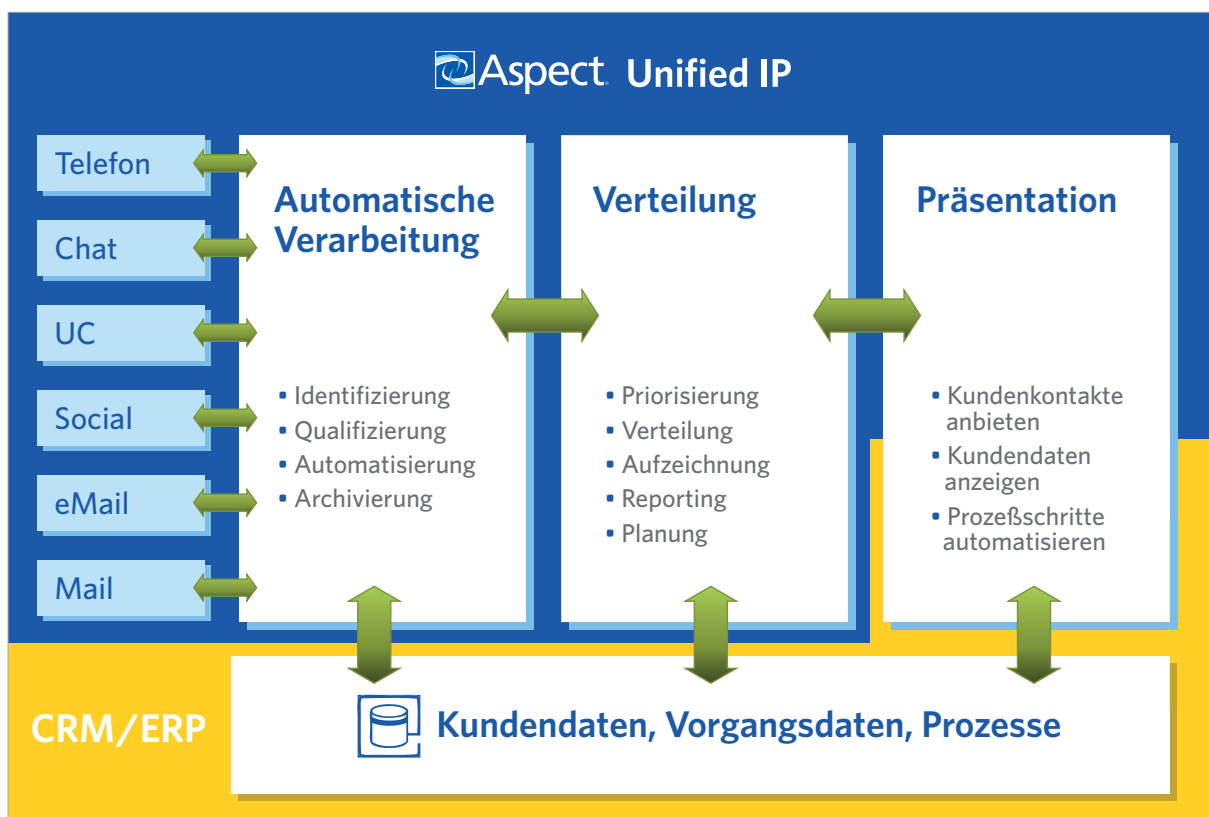 Aspect Unified IP
Telefon
Chat
UC
Social
eMail
Mail
Automatische
Verarbeitung
• Identifizierung
• Qualifizierung
• Automatisierung
• Archivierung
Verteilung
• Priorisierung
• Verteilung
• Aufzeichnung
• Reporting
• Planung
Präsentation
• Kundenkontakte
anbieten
• Kundendaten
anzeigen
• Prozeßschritte
automatisieren
CRM/ERP
Kundendaten, Vorgangsdaten, Prozesse